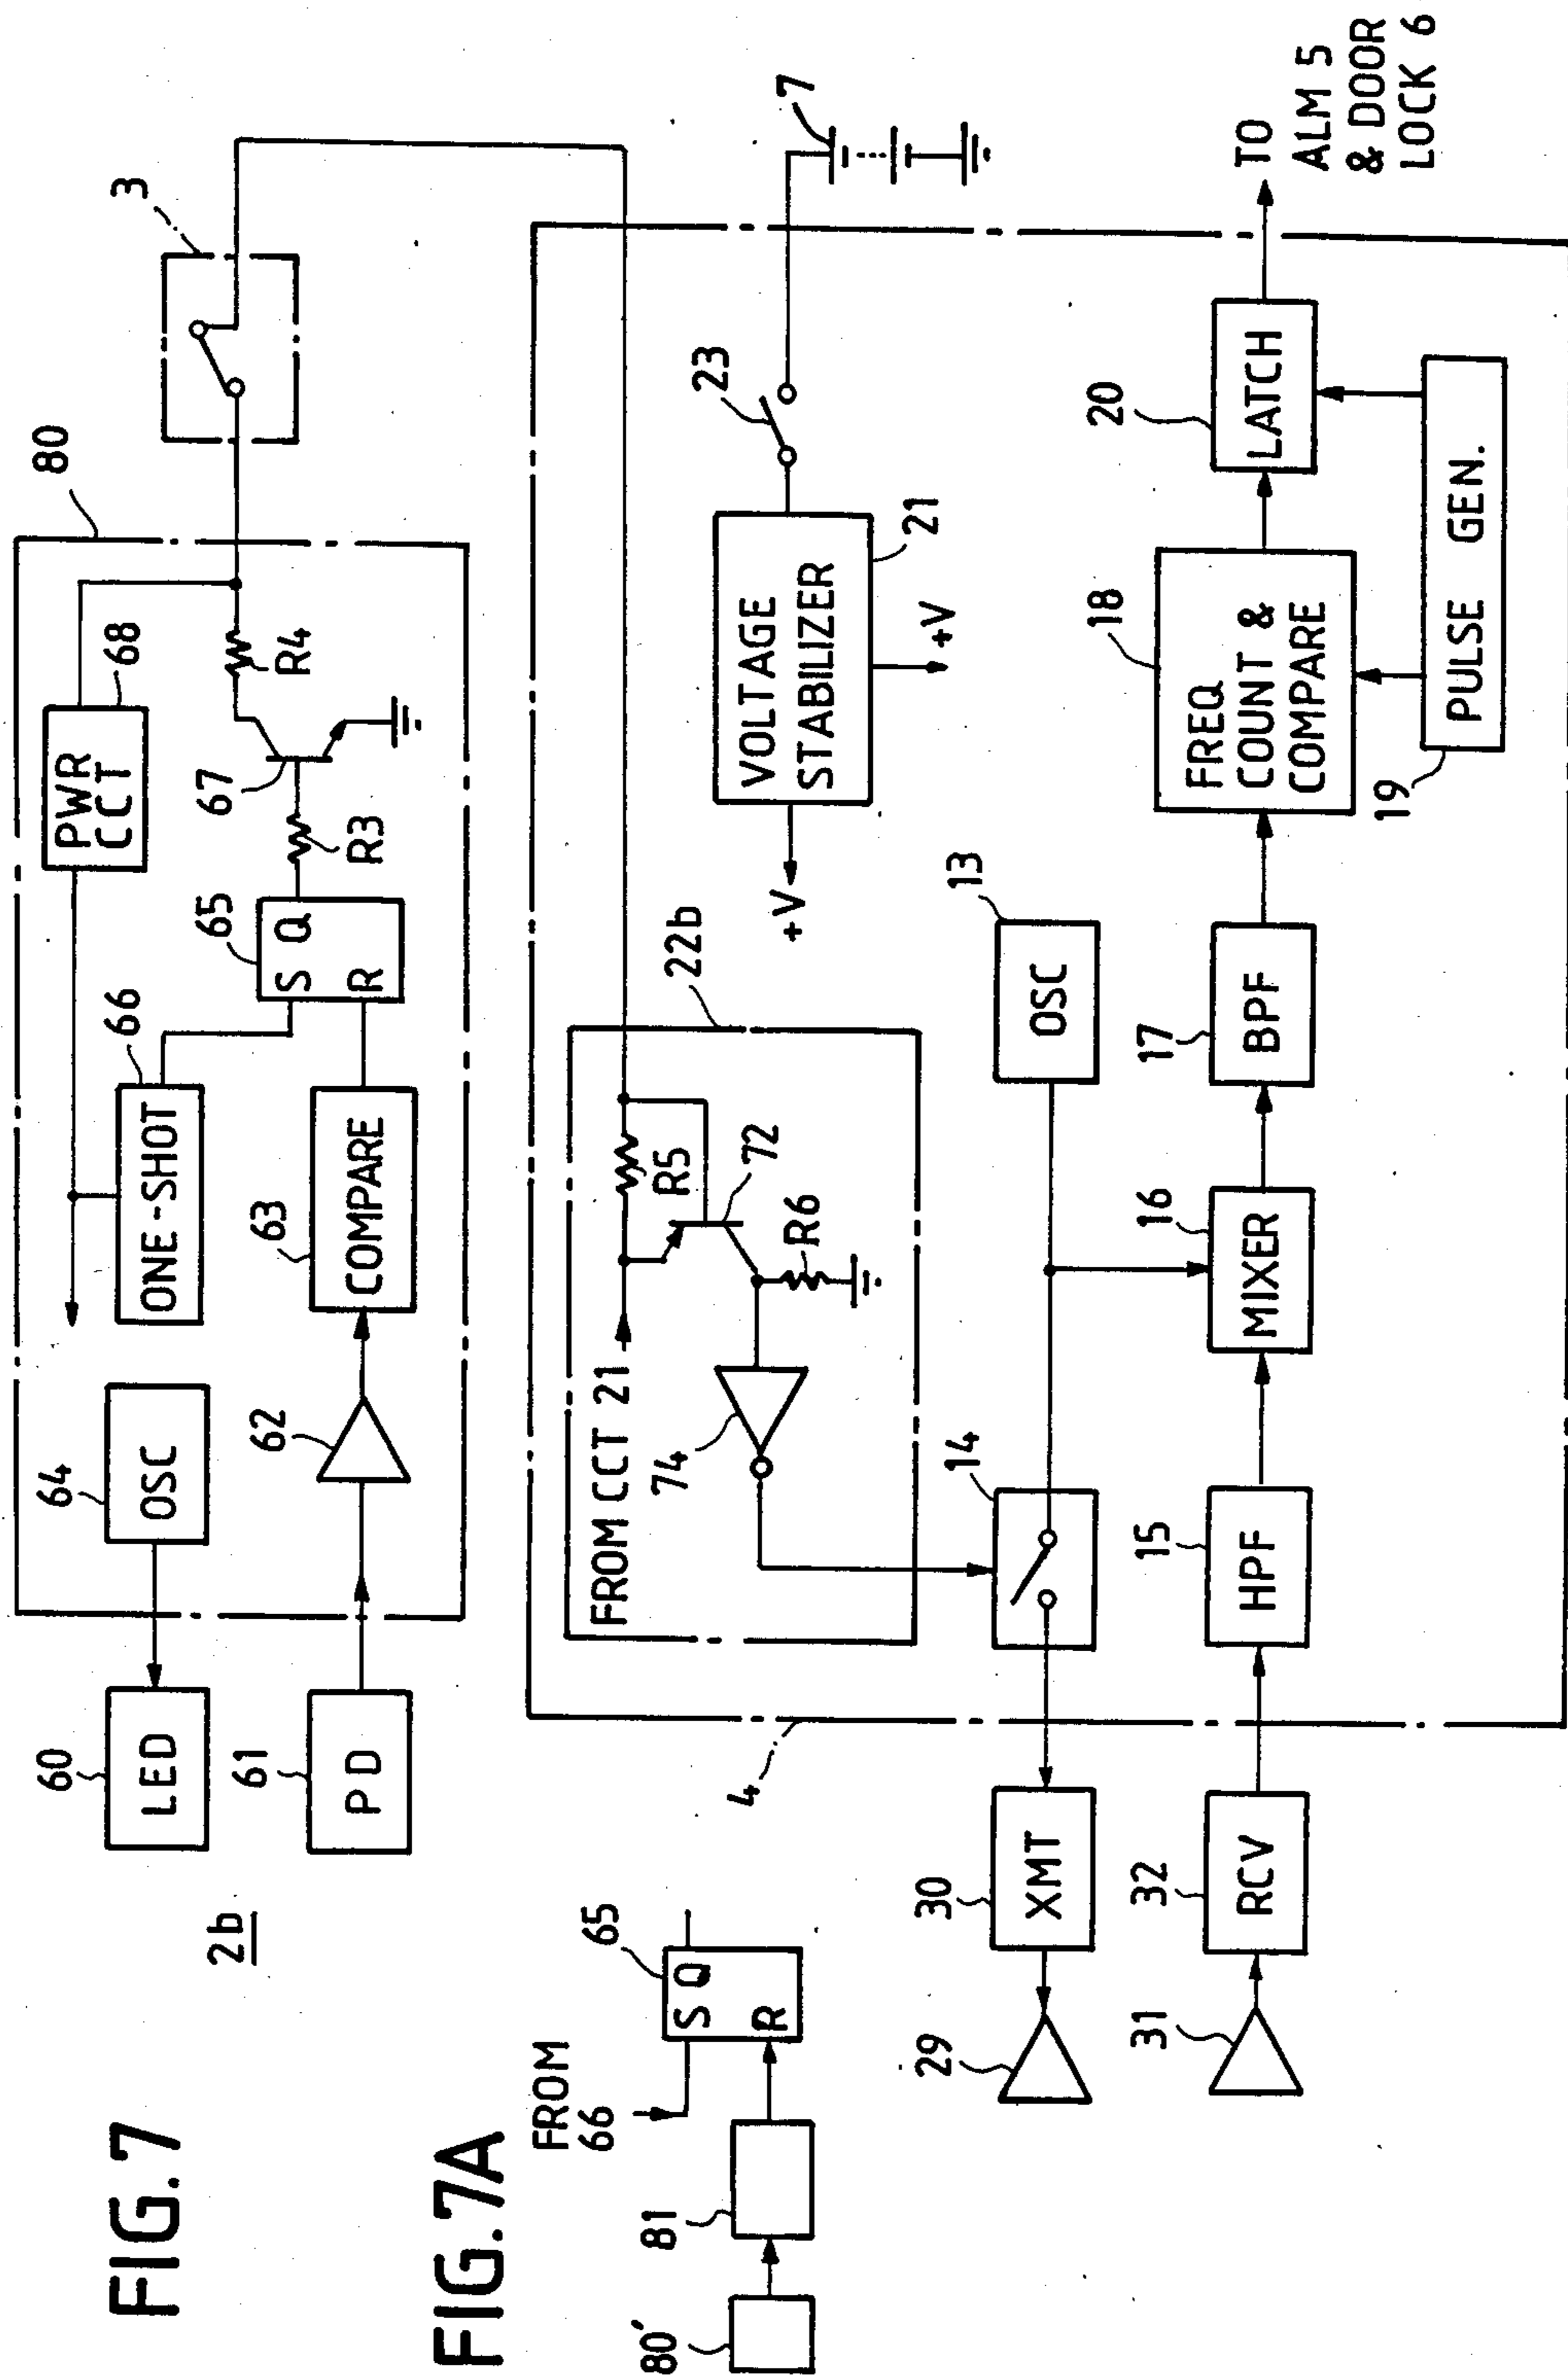 FIG.7
2b
60
LED
64
OSC
66
ONE-SHOT
PWR
CCT
68
80
3
61
PD
62
63
COMPARE
65
S Q
R
R3
67
R4
FROM CCT 21
R5
72
R6
74
22b
VOLTAGE
STABILIZER
21
+V
+V
23
7
4
14
13
OSC
29
30
XMT
31
32
RCV
15
HPF
16
MIXER
17
BPF
18
FREQ
COUNT &
COMPARE
19
PULSE GEN.
20
LATCH
TO
ALM 5
& DOOR
LOCK 6
FIG.7A
FROM
66
80'
81
65
S Q
R